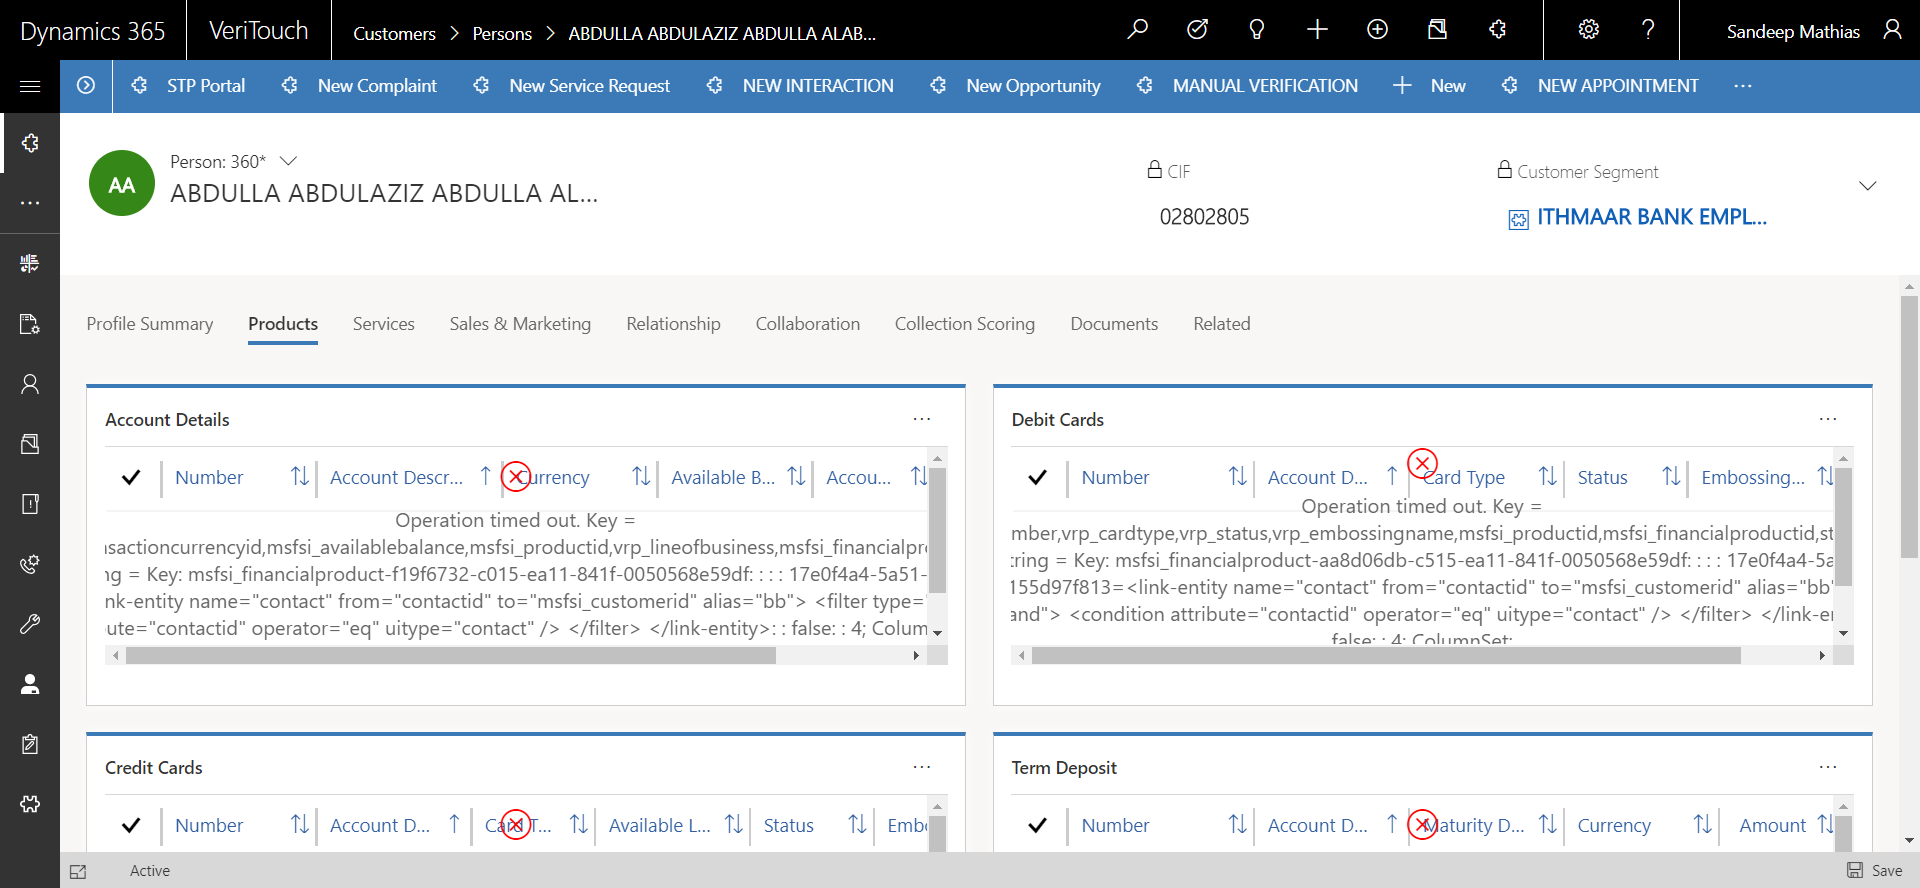 Dynamics 365 VeriTouch Customers > Persons > ABDULLA ABDULAZIZ ABDULLA ALAB... Sandeep Mathias
STP Portal New Complaint New Service Request NEW INTERACTION New Opportunity MANUAL VERIFICATION New NEW APPOINTMENT ...
Person: 360*
AA
ABDULLA ABDULAZIZ ABDULLA AL...
CIF
02802805
Customer Segment
ITHMAAR BANK EMPL...
Profile Summary Products Services Sales & Marketing Relationship Collaboration Collection Scoring Documents Related
Account Details
Number Account Descr... Currency Available B... Accou...
Operation timed out. Key =
nsactioncurrencyid,msfsi_availablebalance,msfsi_productid,vrp_lineofbusiness,msfsi_financialpr
ng = Key: msfsi_financialproduct-f19f6732-c015-ea11-841f-0050568e59df: : : : 17e0f4a4-5a51-
ink-entity name="contact" from="contactid" to="msfsi_customerid" alias="bb"> <filter type="
ute="contactid" operator="eq" uitype="contact" /> </filter> </link-entity>: : false: : 4; Colum
Debit Cards
Number Account D... Card Type Status Embossing...
Operation timed out. Key =
mber,vrp_cardtype,vrp_status,vrp_embossingname,msfsi_productid,msfsi_financialproductid,st
tring = Key: msfsi_financialproduct-aa8d06db-c515-ea11-841f-0050568e59df: : : : 17e0f4a4-5a
155d97f813=<link-entity name="contact" from="contactid" to="msfsi_customerid" alias="bb"
and"> <condition attribute="contactid" operator="eq" uitype="contact" /> </filter> </link-en
false: : 4; ColumnSet:
Credit Cards
Number Account D... Card T... Available L... Status Embo
Term Deposit
Number Account D... Maturity D... Currency Amount
Active
Save